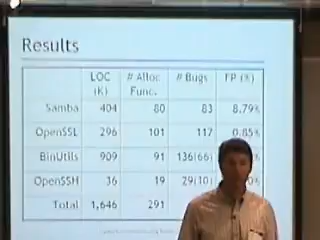 Results
LOC # Alloc # Bugs FP (%)
(K) Func.
Samba 404 80 83 8.79%
OpenSSL 296 101 117 0.85%
BinUtils 909 91 136(66)
OpenSSH 36 19 29(10)
Total 1,646 291